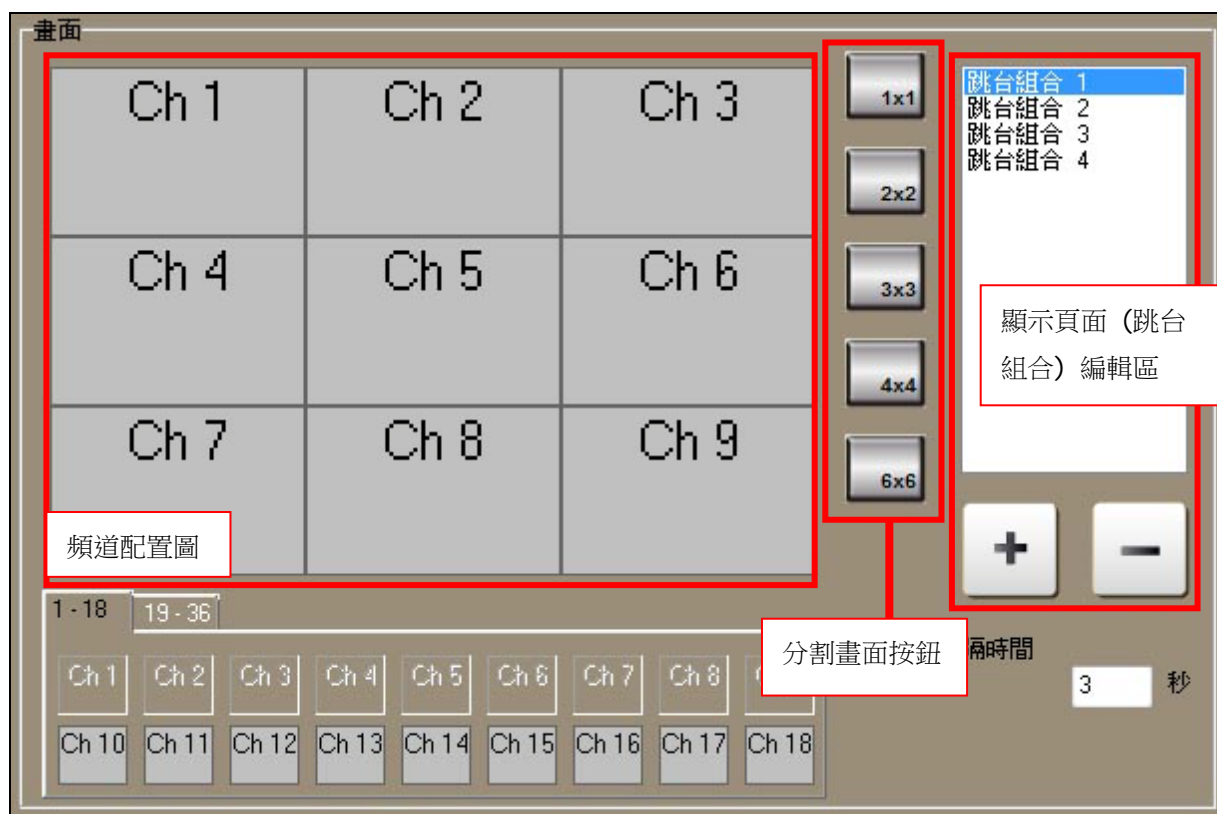 畫面
Ch 1 Ch 2 Ch 3
Ch 4 Ch 5 Ch 6
Ch 7 Ch 8 Ch 9
頻道配置圖
1x1
2x2
3x3
4x4
6x6
跳台組合 1
跳台組合 2
跳台組合 3
跳台組合 4
顯示頁面 (跳台
組合) 編輯區
分割畫面按鈕
隔時間
3 秒
1 - 18 19 - 36
Ch 1 Ch 2 Ch 3 Ch 4 Ch 5 Ch 6 Ch 7 Ch 8
Ch 10 Ch 11 Ch 12 Ch 13 Ch 14 Ch 15 Ch 16 Ch 17 Ch 18